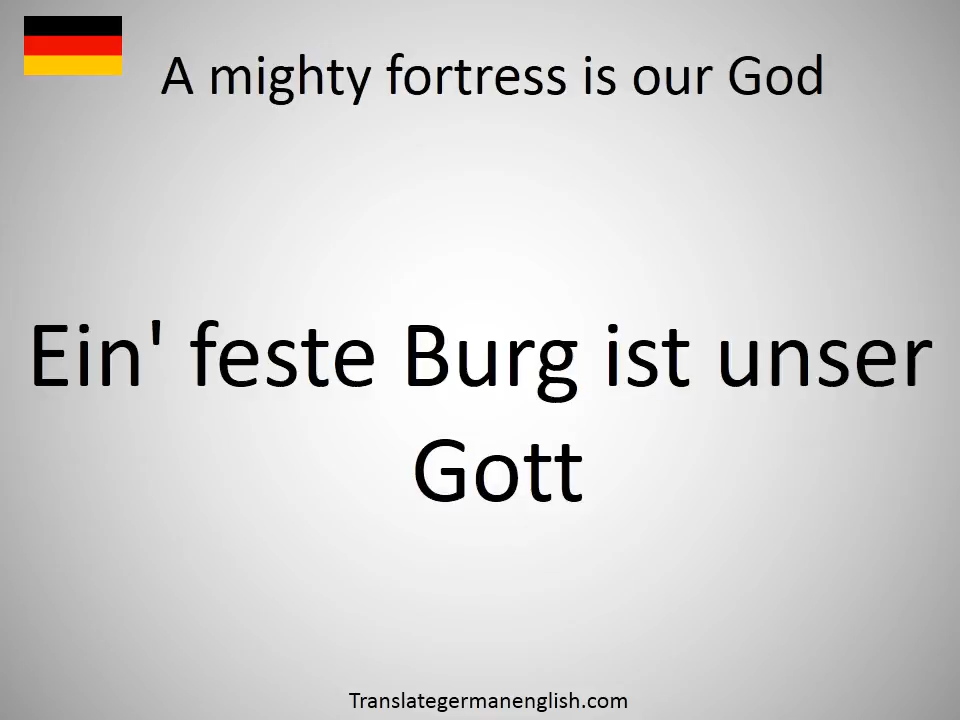 A mighty fortress is our God
Ein' feste Burg ist unser
Gott
Translategermanenglish.com